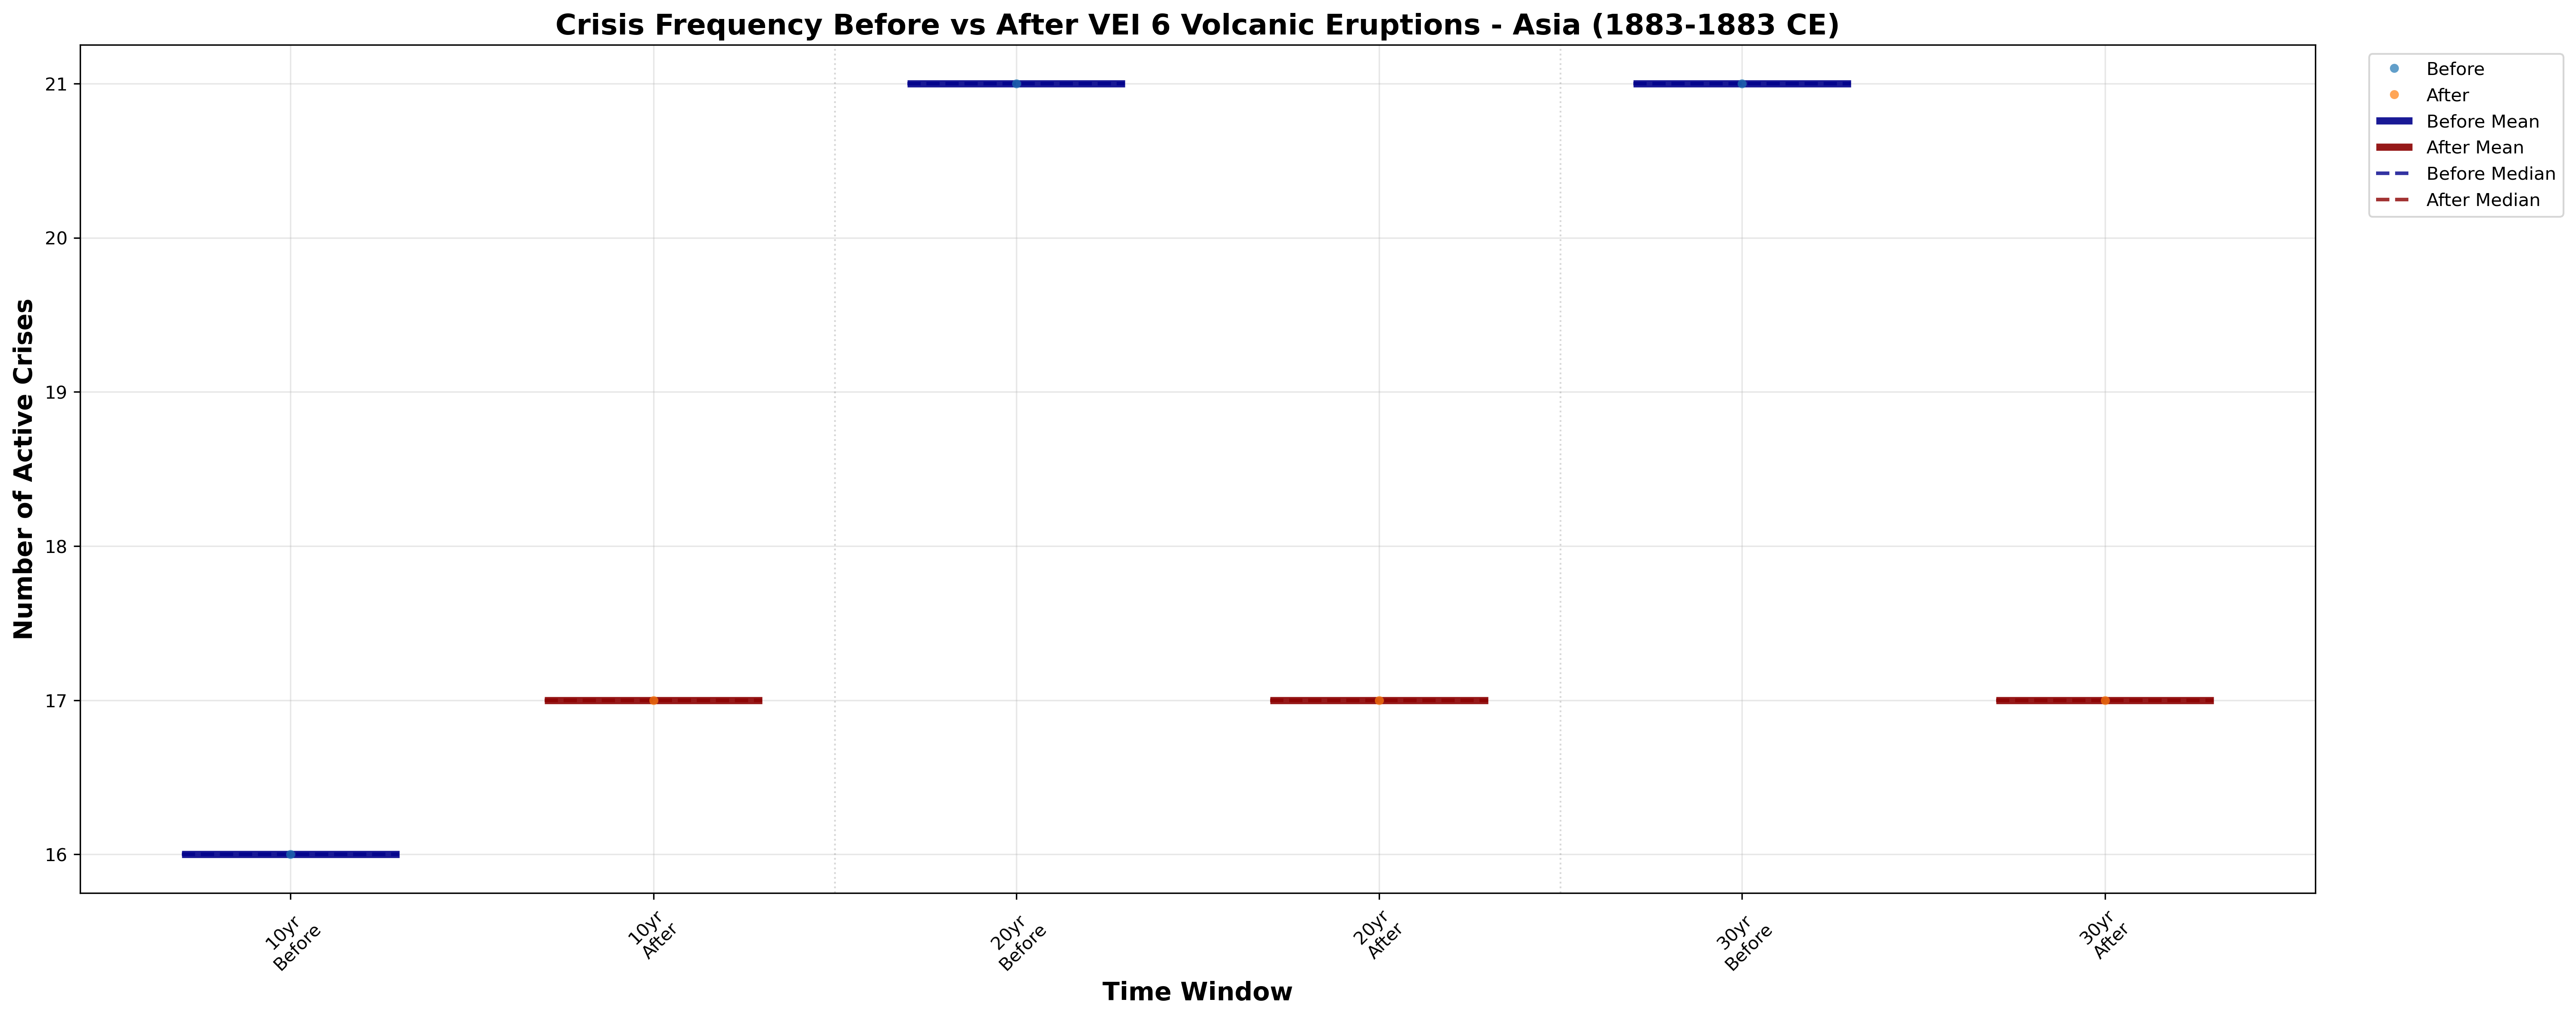 Crisis Frequency Before vs After VEI 6 Volcanic Eruptions - Asia (1883-1883 CE)
Number of Active Crises
21
20
19
18
17
16
10yr
Before
10yr
After
20yr
Before
20yr
After
30yr
Before
30yr
After
Time Window
Before
After
Before Mean
After Mean
Before Median
After Median